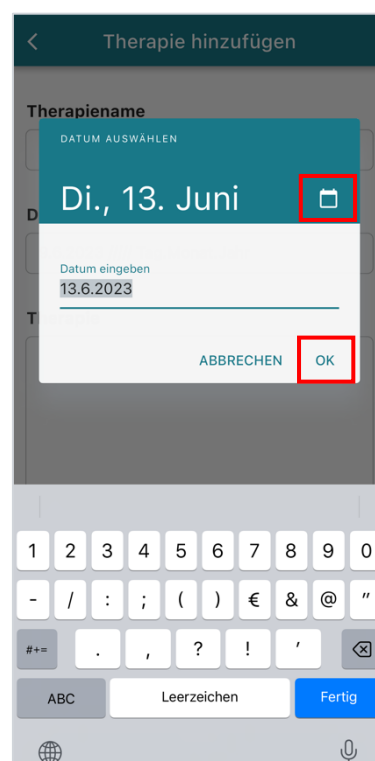 Therapie hinzufügen
Therapiename
DATUM AUSWÄHLEN
Di., 13. Juni
D
Datum eingeben
13.6.2023
T
ABBRECHEN OK
1 2 3 4 5 6 7 8 9 0
- / : ; ( ) € & @ "
#+= . , ? ! '
ABC Leerzeichen Fertig